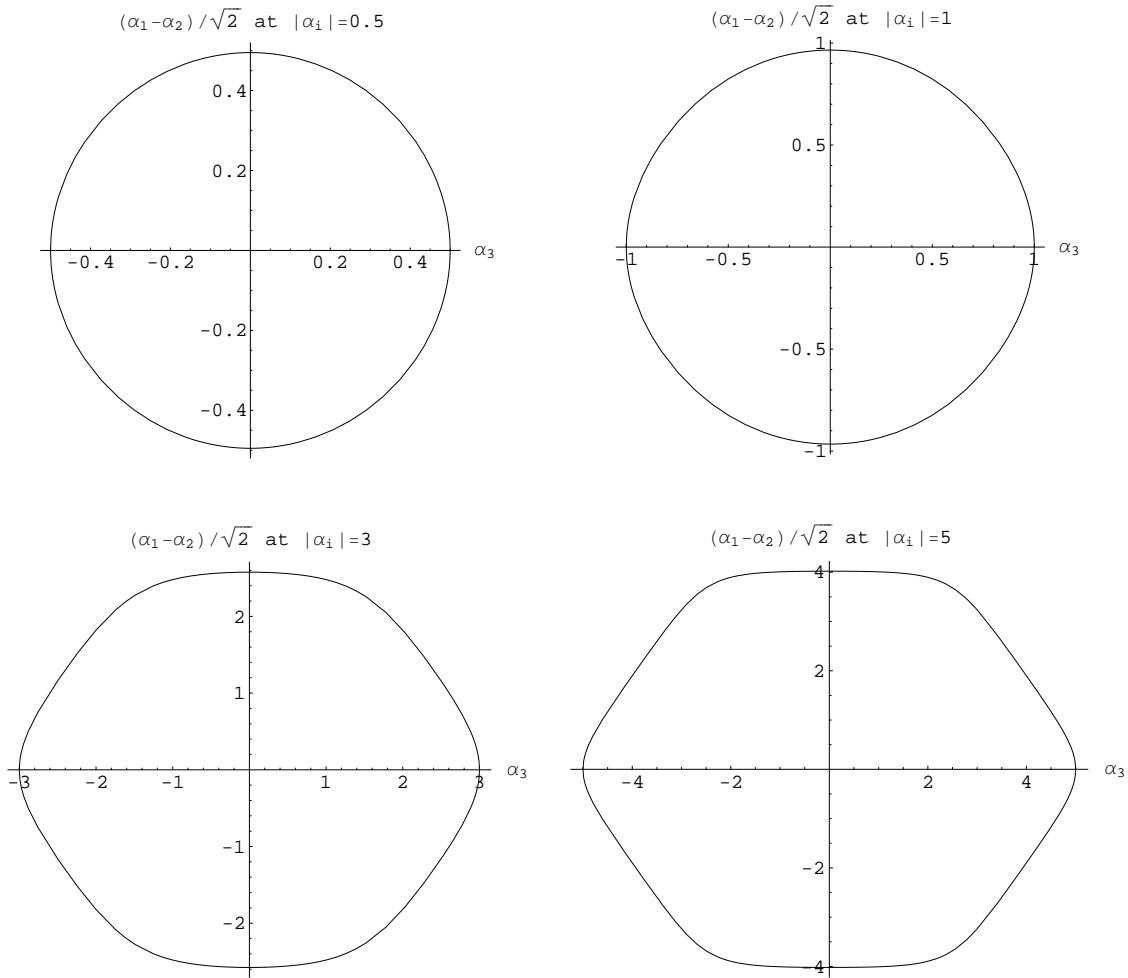 (α₁-α₂)/√2 at |αᵢ|=0.5
0.4
0.2
-0.4 -0.2 0.2 0.4 α₃
-0.2
-0.4
(α₁-α₂)/√2 at |αᵢ|=1
1
0.5
-1 -0.5 0.5 1 α₃
-0.5
-1
(α₁-α₂)/√2 at |αᵢ|=3
2
1
-3 -2 -1 1 2 3 α₃
-1
-2
(α₁-α₂)/√2 at |αᵢ|=5
4
2
-4 -2 2 4 α₃
-2
-4